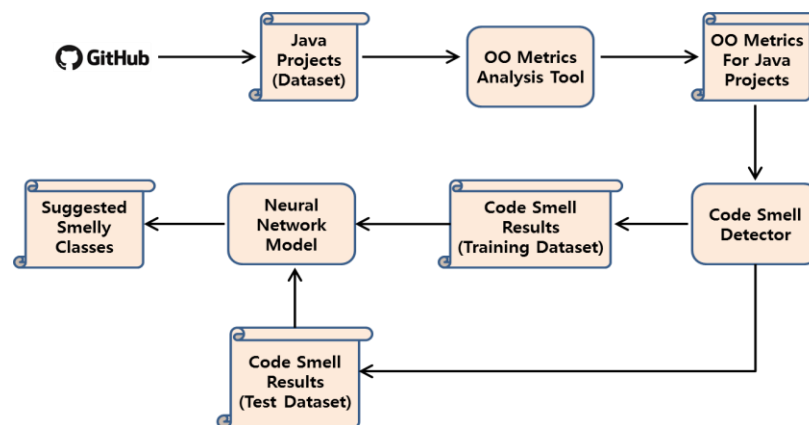 GitHub
Java
Projects
(Dataset)
OO Metrics
Analysis Tool
OO Metrics
For Java
Projects
Suggested
Smelly
Classes
Neural
Network
Model
Code Smell
Results
(Training Dataset)
Code Smell
Detector
Code Smell
Results
(Test Dataset)